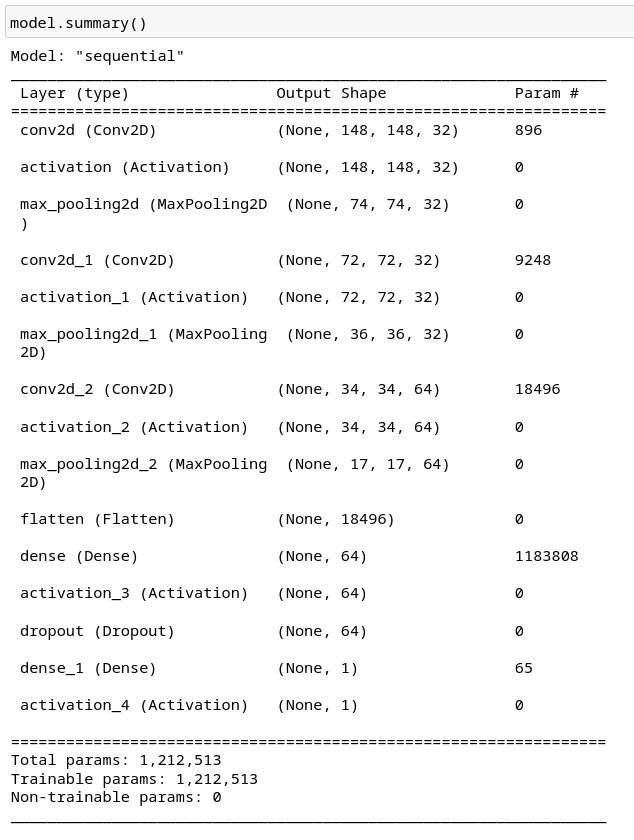 model.summary()
Model: "sequential"
_________________________________________________________________
Layer (type)                Output Shape              Param #
=================================================================
conv2d (Conv2D)             (None, 148, 148, 32)      896
activation (Activation)     (None, 148, 148, 32)      0
max_pooling2d (MaxPooling2D  (None, 74, 74, 32)       0
)
conv2d_1 (Conv2D)           (None, 72, 72, 32)        9248
activation_1 (Activation)   (None, 72, 72, 32)        0
max_pooling2d_1 (MaxPooling  (None, 36, 36, 32)       0
2D)
conv2d_2 (Conv2D)           (None, 34, 34, 64)        18496
activation_2 (Activation)   (None, 34, 34, 64)        0
max_pooling2d_2 (MaxPooling  (None, 17, 17, 64)       0
2D)
flatten (Flatten)           (None, 18496)             0
dense (Dense)               (None, 64)                1183808
activation_3 (Activation)   (None, 64)                0
dropout (Dropout)           (None, 64)                0
dense_1 (Dense)             (None, 1)                 65
activation_4 (Activation)   (None, 1)                 0
=================================================================
Total params: 1,212,513
Trainable params: 1,212,513
Non-trainable params: 0
_________________________________________________________________